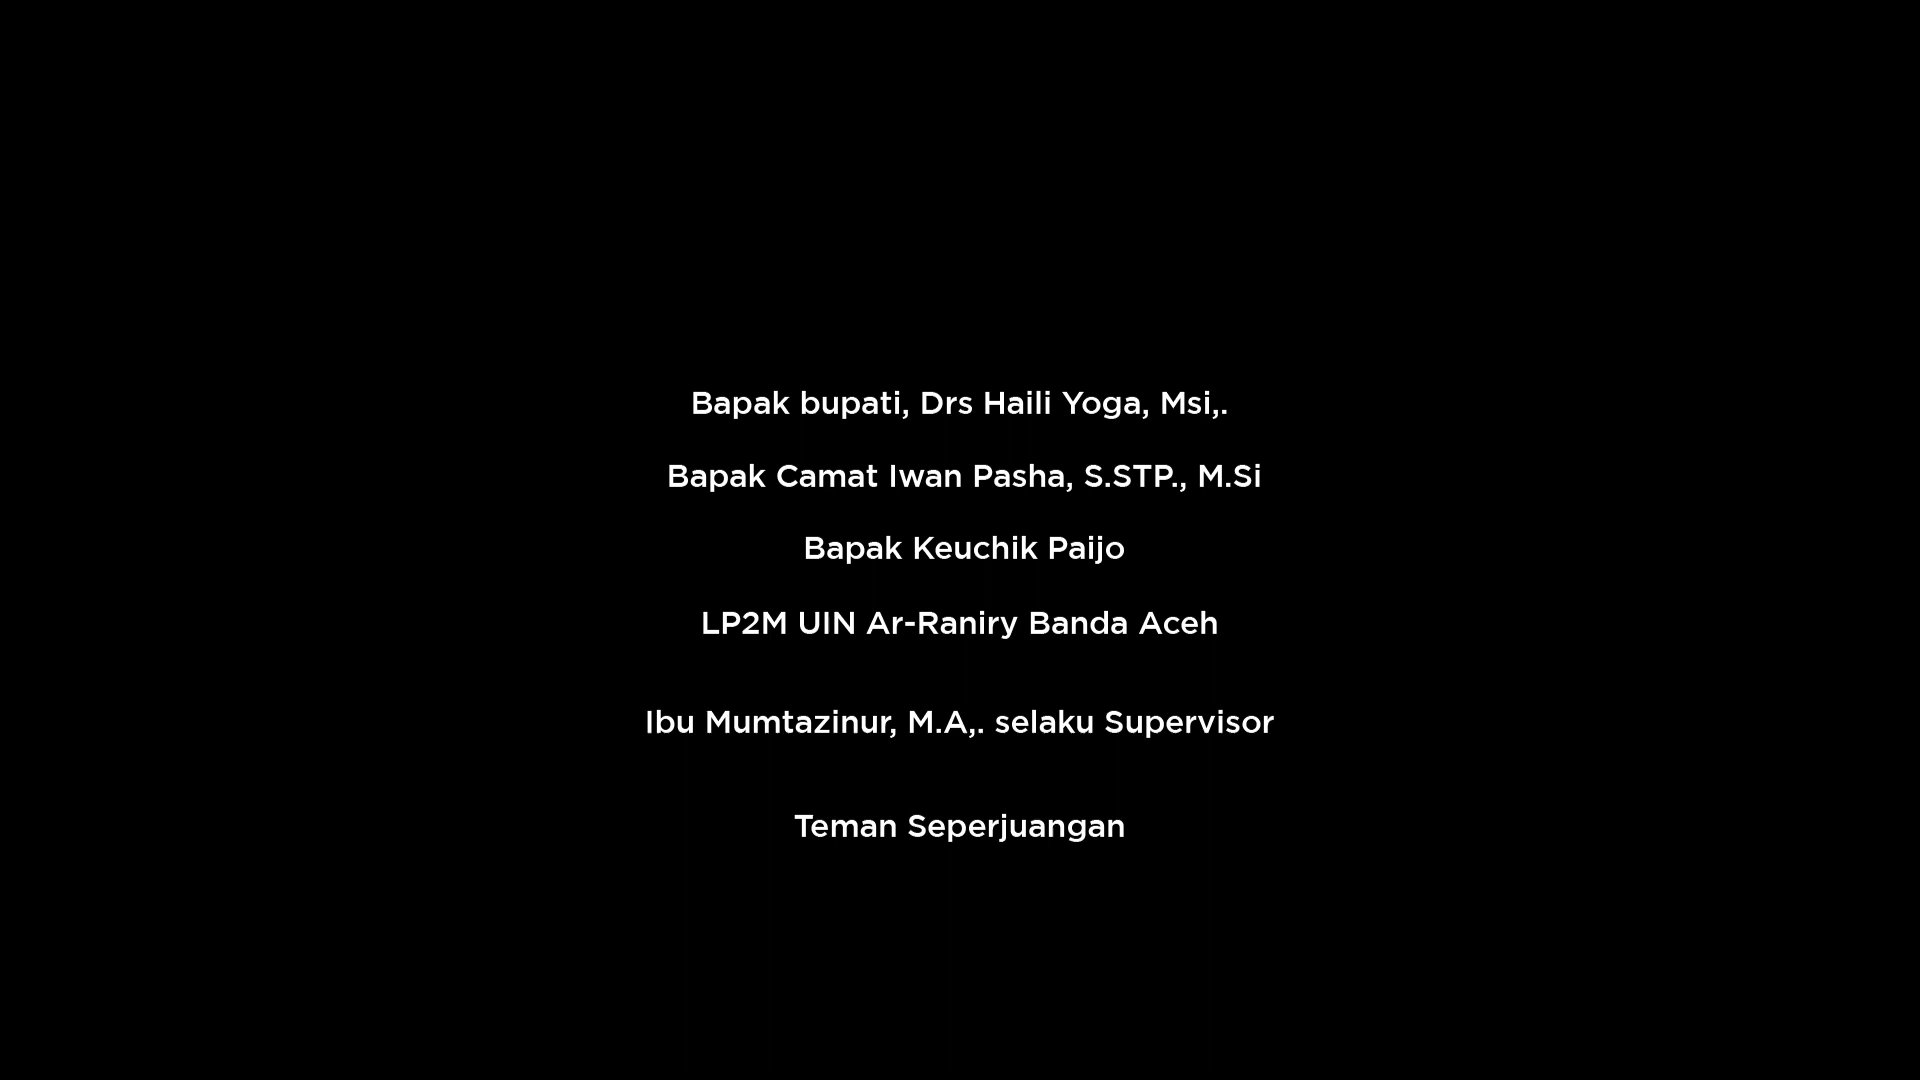 Bapak bupati, Drs Haili Yoga, Msi,.
Bapak Camat Iwan Pasha, S.STP., M.Si
Bapak Keuchik Paijo
LP2M UIN Ar-Raniry Banda Aceh
Ibu Mumtazinur, M.A,. selaku Supervisor
Teman Seperjuangan